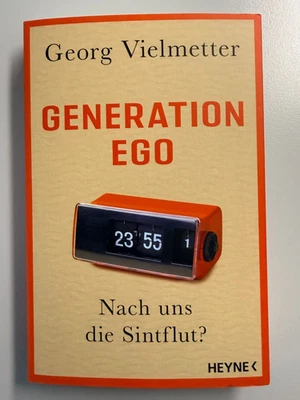 Georg Vielmetter
GENERATION
EGO
23 55 1
Nach uns
die Sintflut?
HEYNE<